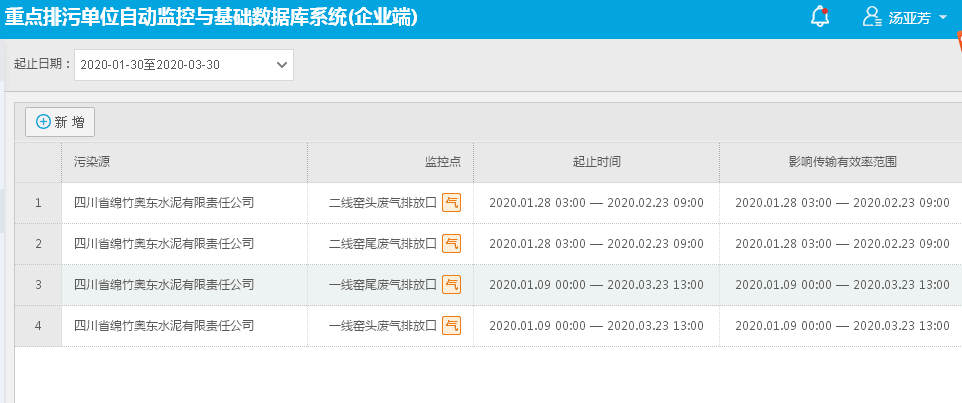 重点排污单位自动监控与基础数据库系统(企业端)
汤亚芳
起止日期：
2020-01-30至2020-03-30
新 增
污染源 监控点 起止时间 影响传输有效率范围
1 四川省绵竹奥东水泥有限责任公司 二线窑头废气排放口 气 2020.01.28 03:00 — 2020.02.23 09:00 2020.01.28 03:00 — 2020.02.23 09:00
2 四川省绵竹奥东水泥有限责任公司 二线窑尾废气排放口 气 2020.01.28 03:00 — 2020.02.23 09:00 2020.01.28 03:00 — 2020.02.23 09:00
3 四川省绵竹奥东水泥有限责任公司 一线窑尾废气排放口 气 2020.01.09 00:00 — 2020.03.23 13:00 2020.01.09 00:00 — 2020.03.23 13:00
4 四川省绵竹奥东水泥有限责任公司 一线窑头废气排放口 气 2020.01.09 00:00 — 2020.03.23 13:00 2020.01.09 00:00 — 2020.03.23 13:00